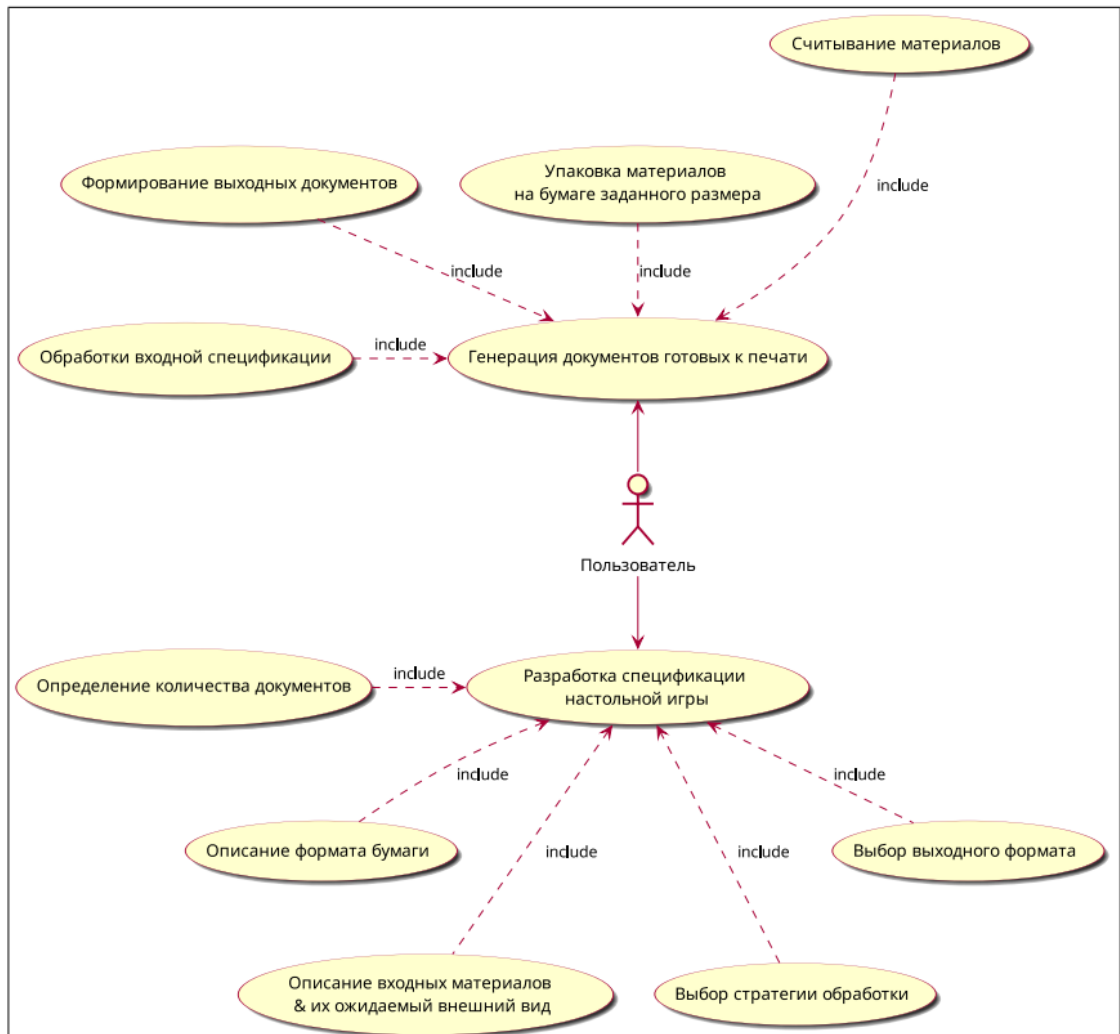 Считывание материалов
Формирование выходных документов
Упаковка материалов
на бумаге заданного размера
include
include
include
Обработки входной спецификации
include
Генерация документов готовых к печати
Пользователь
Определение количества документов
include
Разработка спецификации
настольной игры
include
include
Описание формата бумаги
include
include
Выбор выходного формата
Описание входных материалов
& их ожидаемый внешний вид
Выбор стратегии обработки